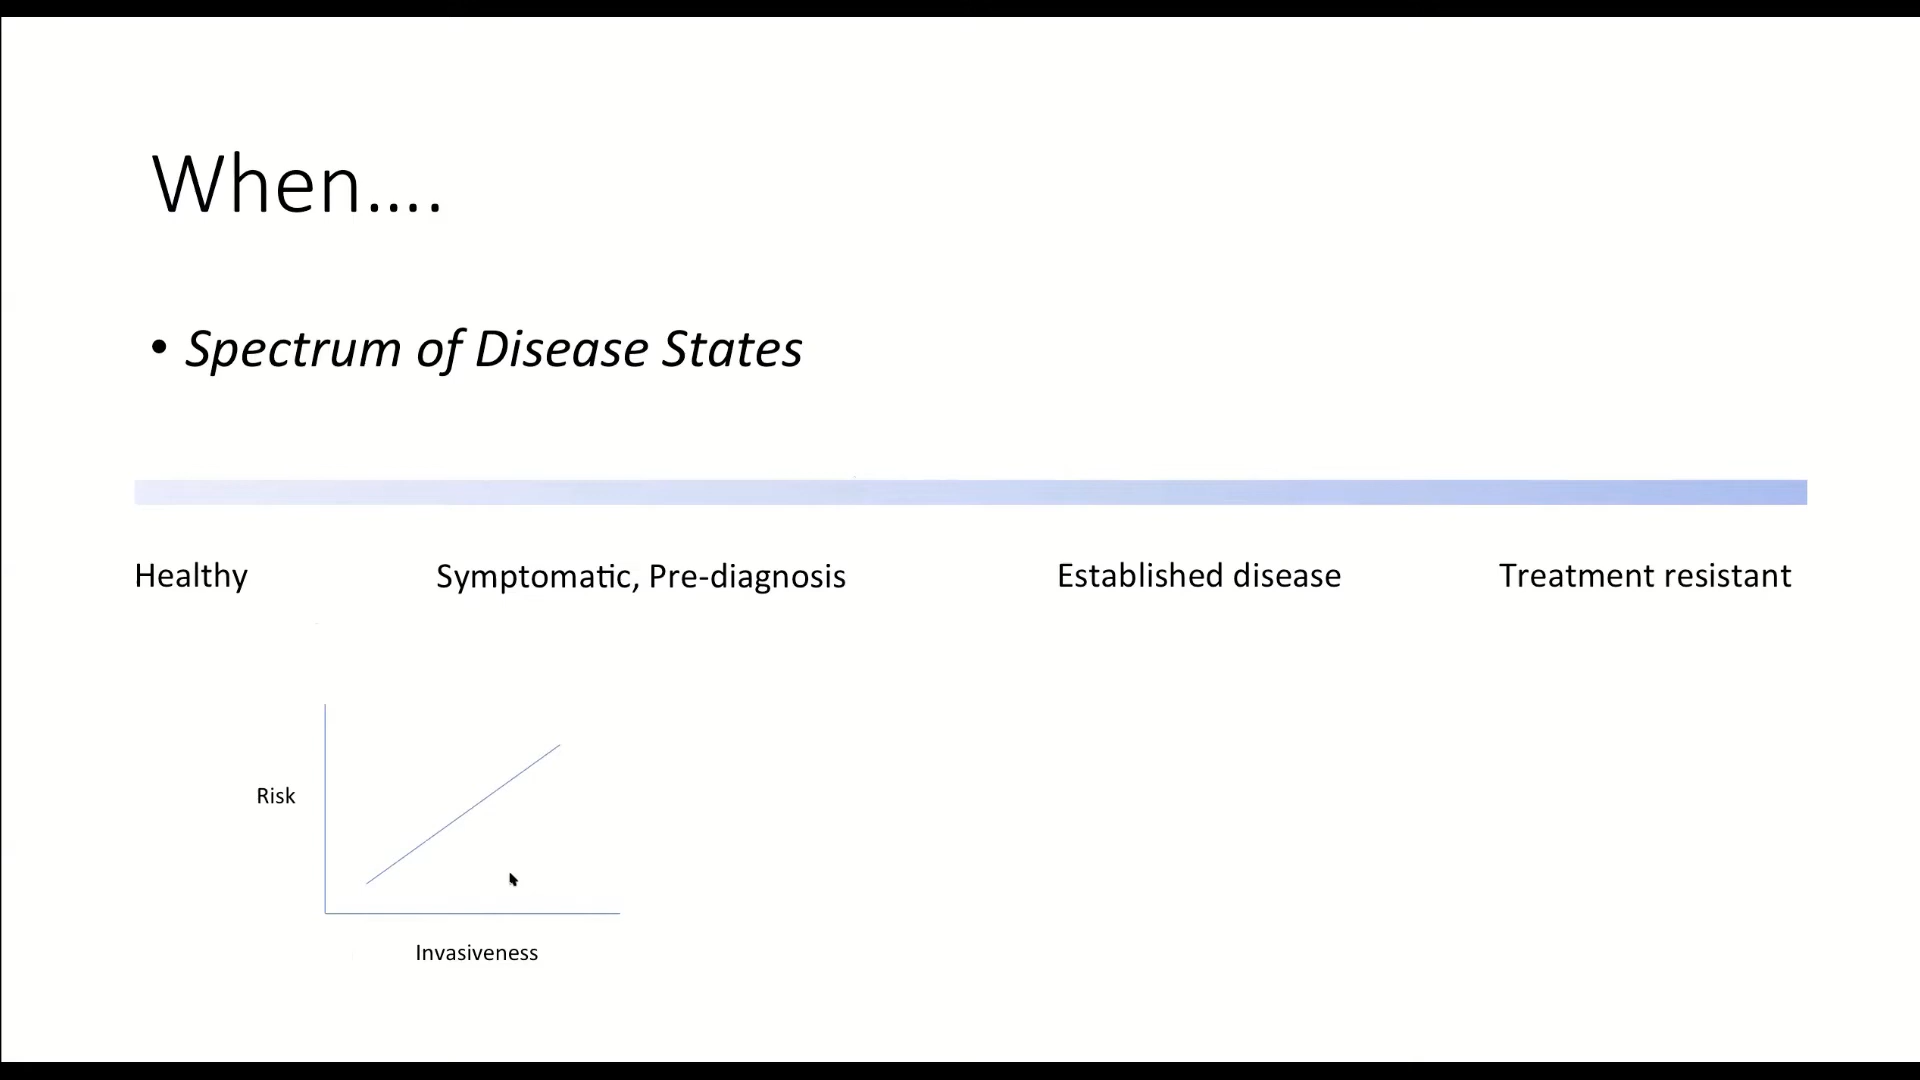 When....
• Spectrum of Disease States
Healthy
Symptomatic, Pre-diagnosis
Established disease
Treatment resistant
Risk
Invasiveness